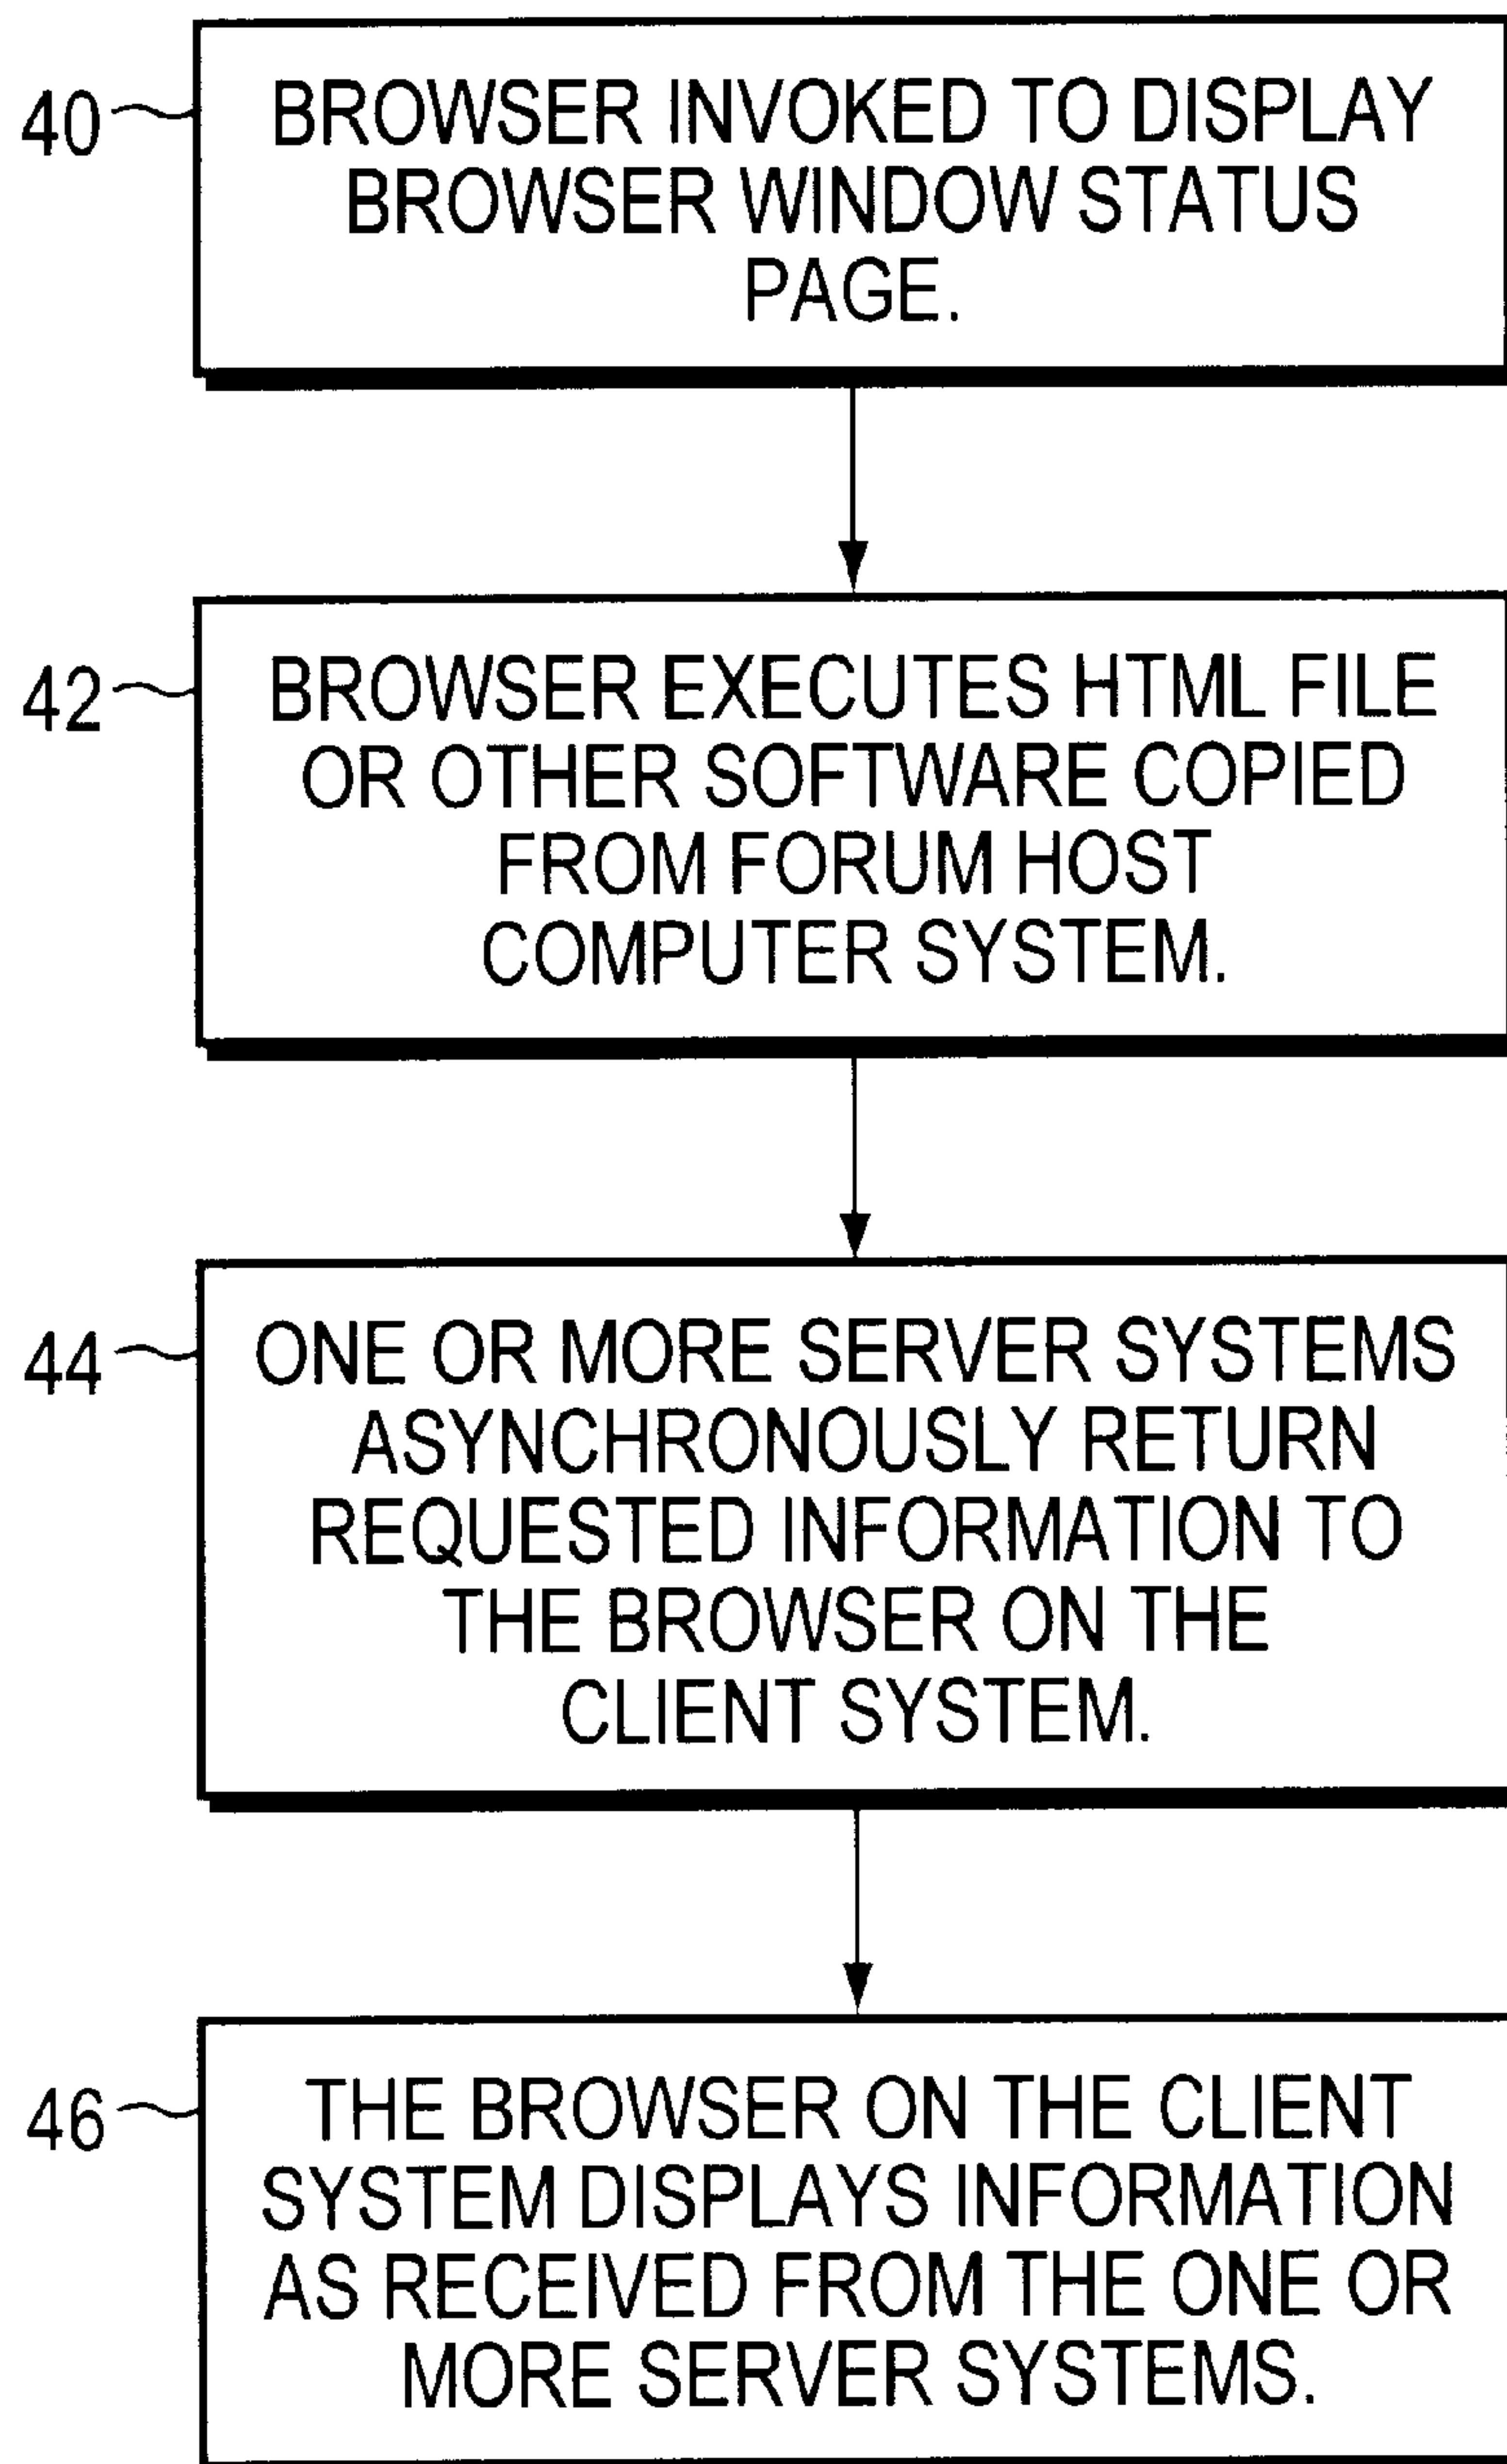 40
BROWSER INVOKED TO DISPLAY
BROWSER WINDOW STATUS
PAGE.
42
BROWSER EXECUTES HTML FILE
OR OTHER SOFTWARE COPIED
FROM FORUM HOST
COMPUTER SYSTEM.
44
ONE OR MORE SERVER SYSTEMS
ASYNCHRONOUSLY RETURN
REQUESTED INFORMATION TO
THE BROWSER ON THE
CLIENT SYSTEM.
46
THE BROWSER ON THE CLIENT
SYSTEM DISPLAYS INFORMATION
AS RECEIVED FROM THE ONE OR
MORE SERVER SYSTEMS.